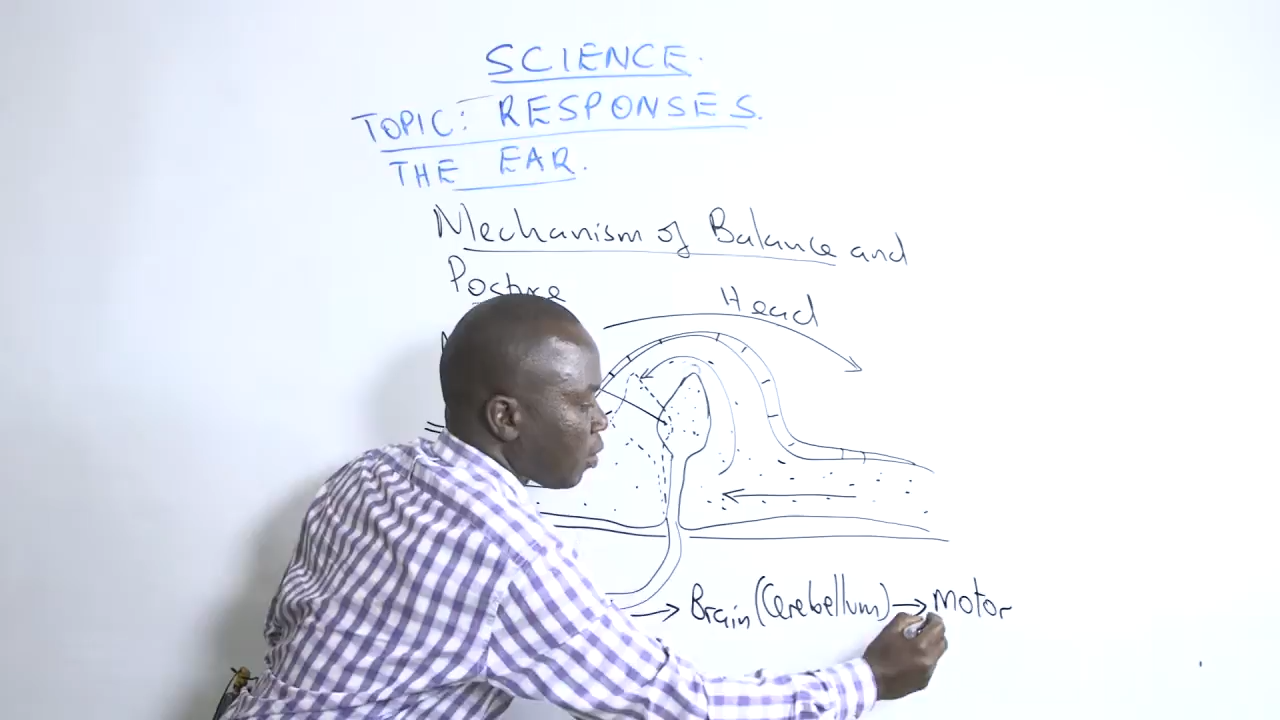 SCIENCE.
TOPIC: RESPONSES.
THE EAR.
Mechanism of Balance and
Posture
Head
→ Brain (Cerebellum) → Motor